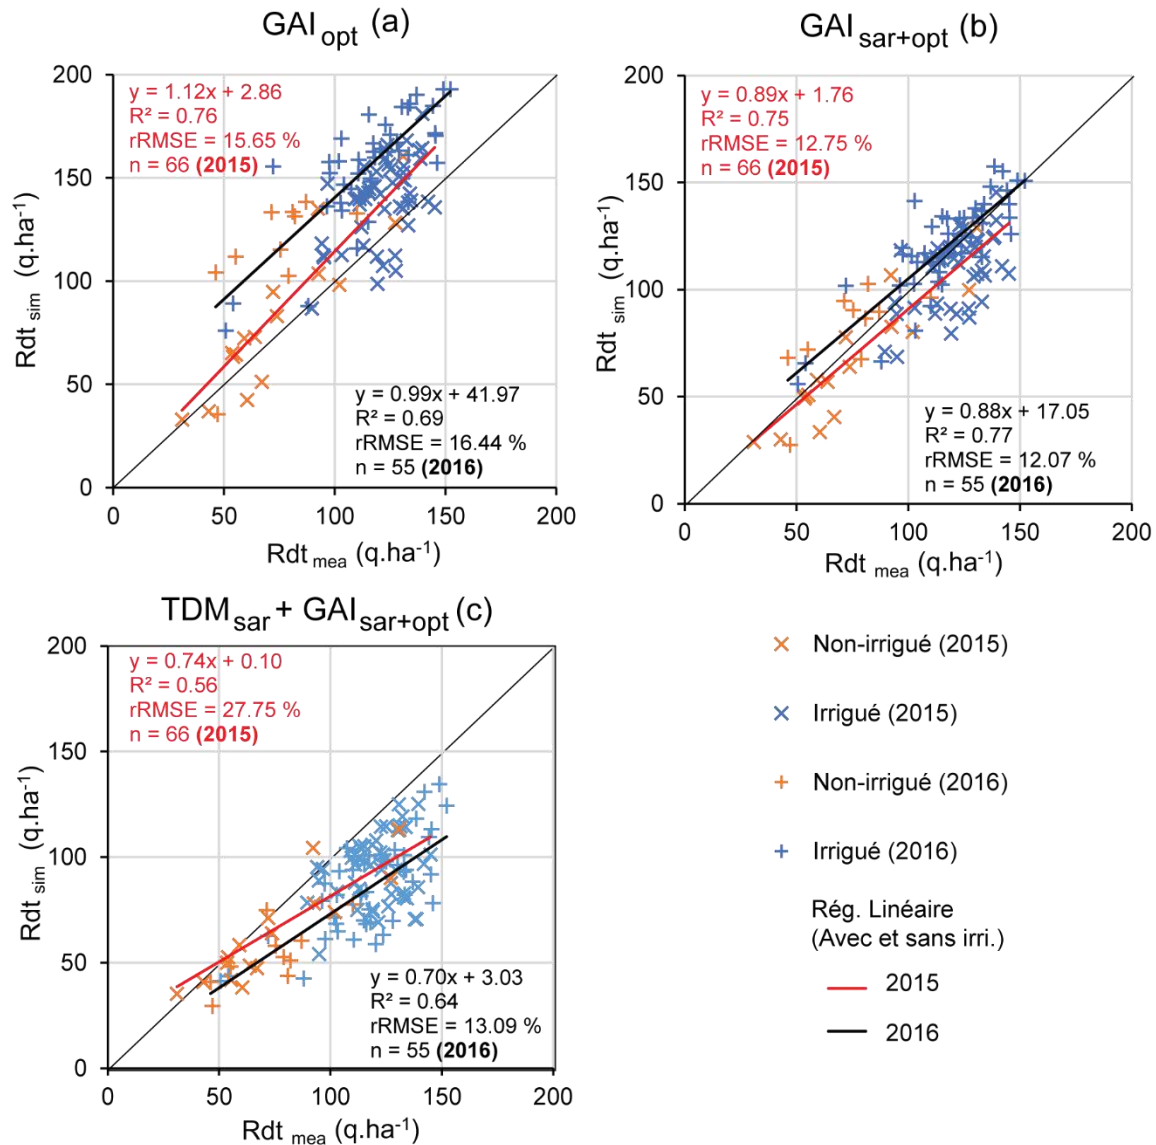 GAI opt (a)
y = 1.12x + 2.86
R² = 0.76
rRMSE = 15.65 %
n = 66 (2015)
y = 0.99x + 41.97
R² = 0.69
rRMSE = 16.44 %
n = 55 (2016)
200
150
100
50
0
0 50 100 150 200
Rdt sim (q.ha⁻¹)
Rdt mea (q.ha⁻¹)
GAI sar+opt (b)
y = 0.89x + 1.76
R² = 0.75
rRMSE = 12.75 %
n = 66 (2015)
y = 0.88x + 17.05
R² = 0.77
rRMSE = 12.07 %
n = 55 (2016)
200
150
100
50
0
0 50 100 150 200
Rdt sim (q.ha⁻¹)
Rdt mea (q.ha⁻¹)
TDM sar + GAI sar+opt (c)
y = 0.74x + 0.10
R² = 0.56
rRMSE = 27.75 %
n = 66 (2015)
y = 0.70x + 3.03
R² = 0.64
rRMSE = 13.09 %
n = 55 (2016)
200
150
100
50
0
0 50 100 150 200
Rdt sim (q.ha⁻¹)
Rdt mea (q.ha⁻¹)
Non-irrigué (2015)
Irrigué (2015)
Non-irrigué (2016)
Irrigué (2016)
Rég. Linéaire
(Avec et sans irri.)
2015
2016